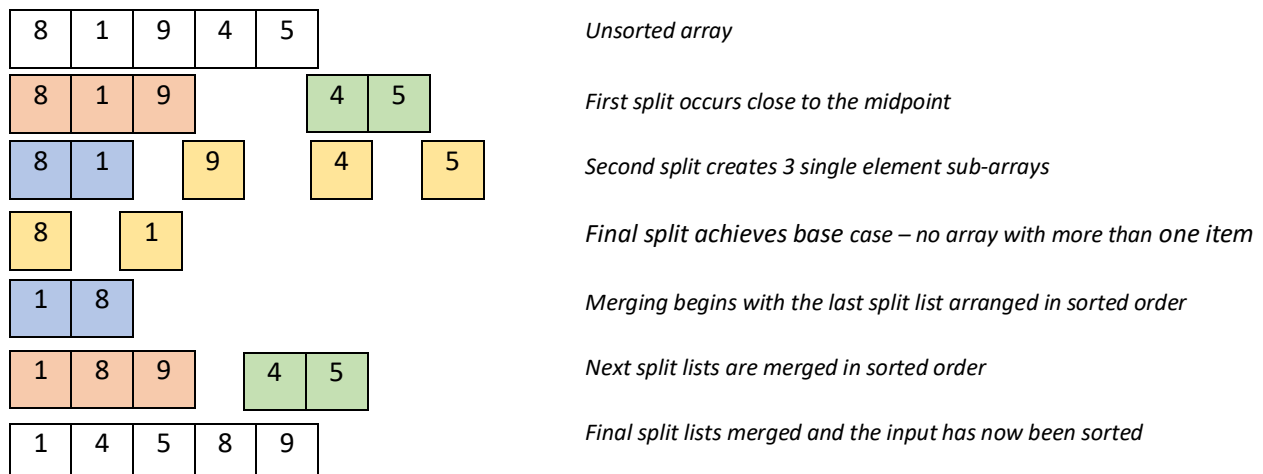 8 1 9 4 5 Unsorted array
8 1 9 4 5 First split occurs close to the midpoint
8 1 9 4 5 Second split creates 3 single element sub-arrays
8 1 Final split achieves base case – no array with more than one item
1 8 Merging begins with the last split list arranged in sorted order
1 8 9 4 5 Next split lists are merged in sorted order
1 4 5 8 9 Final split lists merged and the input has now been sorted